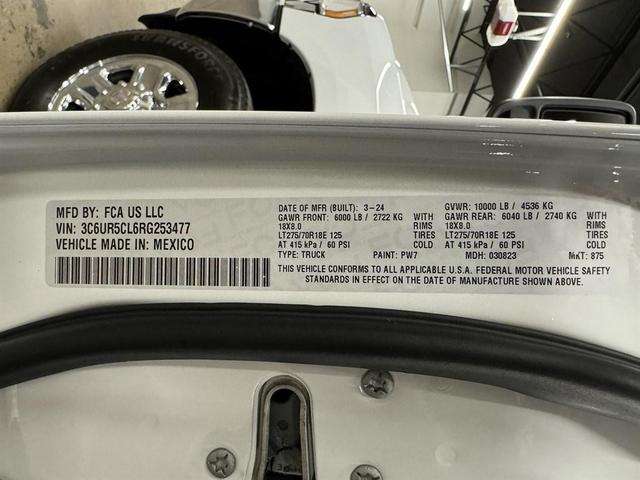 TRANSFORCE
MFD BY: FCA US LLC
VIN: 3C6UR5CL6RG253477
VEHICLE MADE IN: MEXICO
DATE OF MFR (BUILT): 3-24
GAWR FRONT: 6000 LB / 2722 KG WITH
18X8.0 RIMS
LT275/70R18E 125 TIRES
AT 415 kPa / 60 PSI COLD
TYPE: TRUCK PAINT: PW7
GVWR: 10000 LB / 4536 KG
GAWR REAR: 6040 LB / 2740 KG WITH
18X8.0 RIMS
LT275/70R18E 125 TIRES
AT 415 kPa / 60 PSI COLD
MDH: 030823 MKT: 875
THIS VEHICLE CONFORMS TO ALL APPLICABLE U.S.A. FEDERAL MOTOR VEHICLE SAFETY
STANDARDS IN EFFECT ON THE DATE OF MANUFACTURE SHOWN ABOVE.